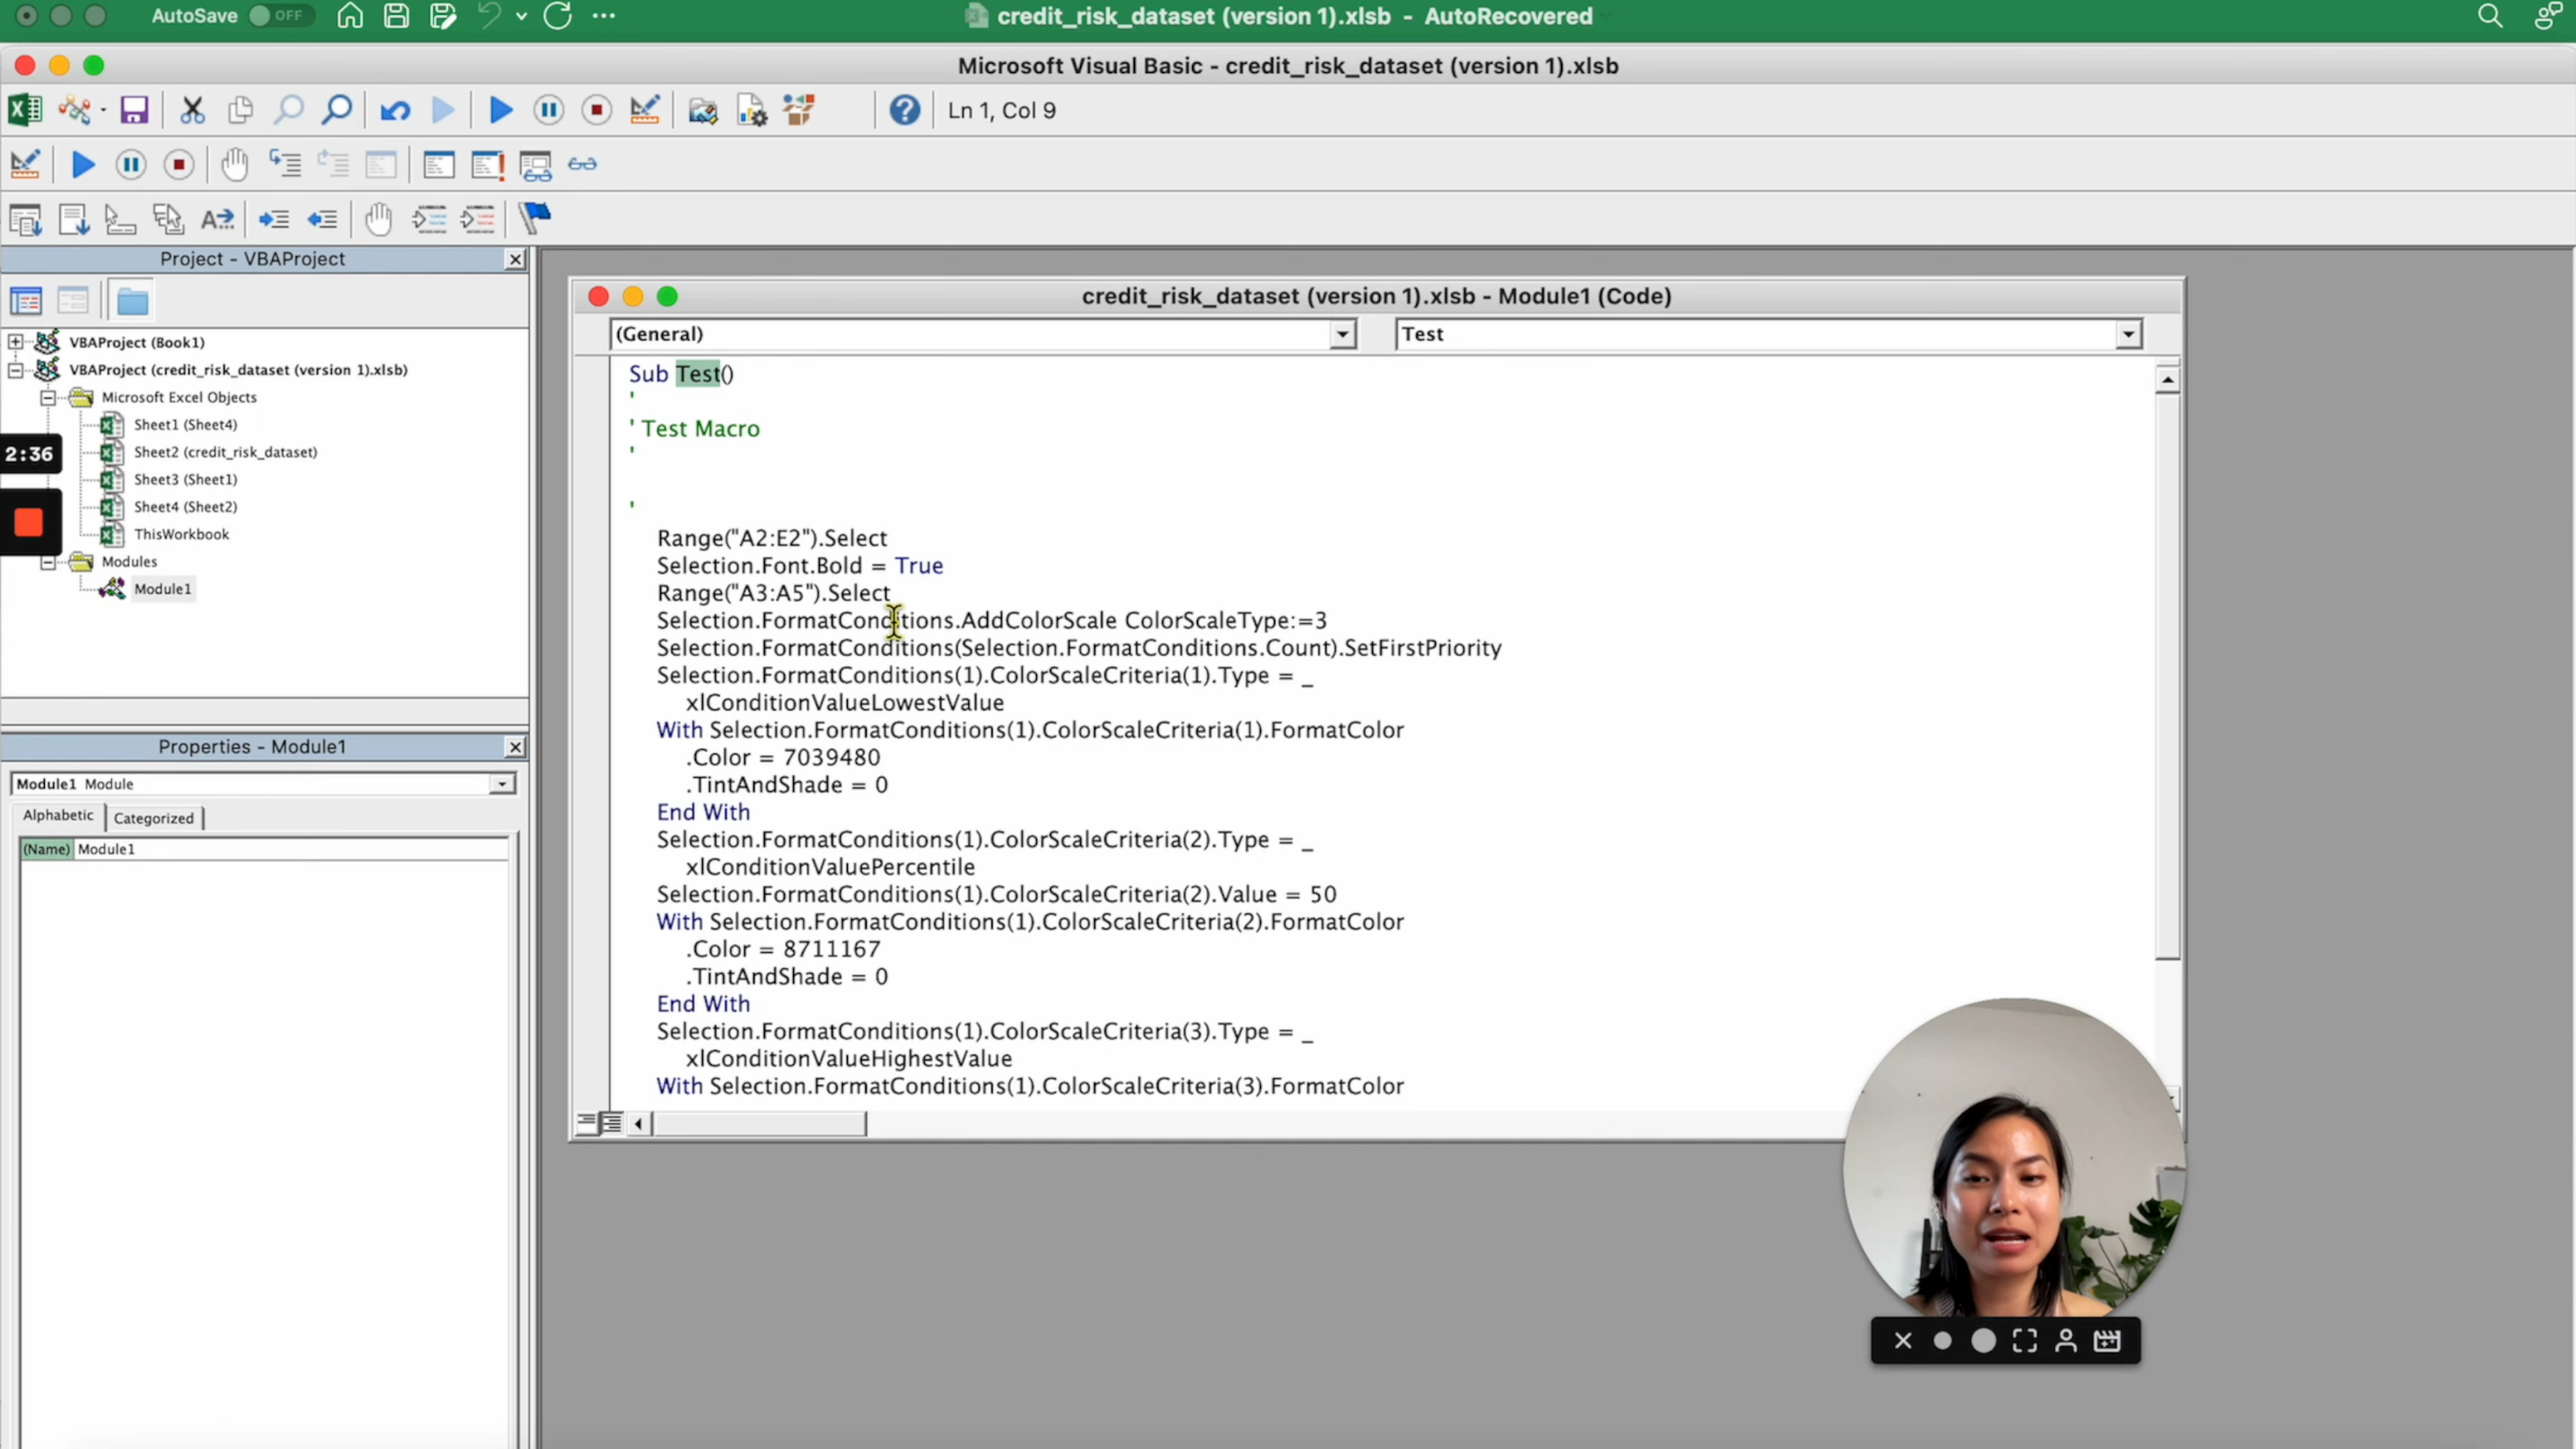 AutoSave OFF
credit_risk_dataset (version 1).xlsb - AutoRecovered
Microsoft Visual Basic - credit_risk_dataset (version 1).xlsb
Ln 1, Col 9
Project - VBAProject
VBAProject (Book1)
VBAProject (credit_risk_dataset (version 1).xlsb)
Microsoft Excel Objects
Sheet1 (Sheet4)
Sheet2 (credit_risk_dataset)
Sheet3 (Sheet1)
Sheet4 (Sheet2)
ThisWorkbook
Modules
Module1
2:36
Properties - Module1
Module1 Module
Alphabetic
Categorized
(Name) Module1
credit_risk_dataset (version 1).xlsb - Module1 (Code)
(General)
Test
Sub Test()
'
' Test Macro
'
'
Range("A2:E2").Select
Selection.Font.Bold = True
Range("A3:A5").Select
Selection.FormatConditions.AddColorScale ColorScaleType:=3
Selection.FormatConditions(Selection.FormatConditions.Count).SetFirstPriority
Selection.FormatConditions(1).ColorScaleCriteria(1).Type = _
xlConditionValueLowestValue
With Selection.FormatConditions(1).ColorScaleCriteria(1).FormatColor
.Color = 7039480
.TintAndShade = 0
End With
Selection.FormatConditions(1).ColorScaleCriteria(2).Type = _
xlConditionValuePercentile
Selection.FormatConditions(1).ColorScaleCriteria(2).Value = 50
With Selection.FormatConditions(1).ColorScaleCriteria(2).FormatColor
.Color = 8711167
.TintAndShade = 0
End With
Selection.FormatConditions(1).ColorScaleCriteria(3).Type = _
xlConditionValueHighestValue
With Selection.FormatConditions(1).ColorScaleCriteria(3).FormatColor